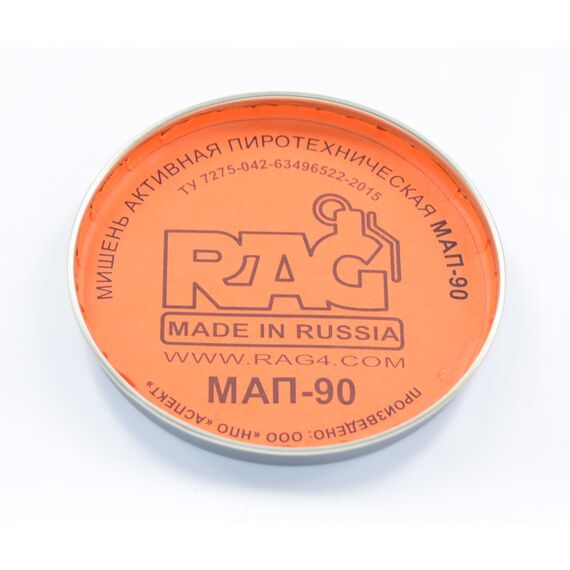 МИШЕНЬ АКТИВНАЯ ПИРОТЕХНИЧЕСКАЯ МАП-90
ТУ 7275-042-63496522-2015
RAG
MADE IN RUSSIA
WWW.RAG4.COM
МАП-90
ПРОИЗВЕДЕНО: ООО «НПО «АСПЕКТ»